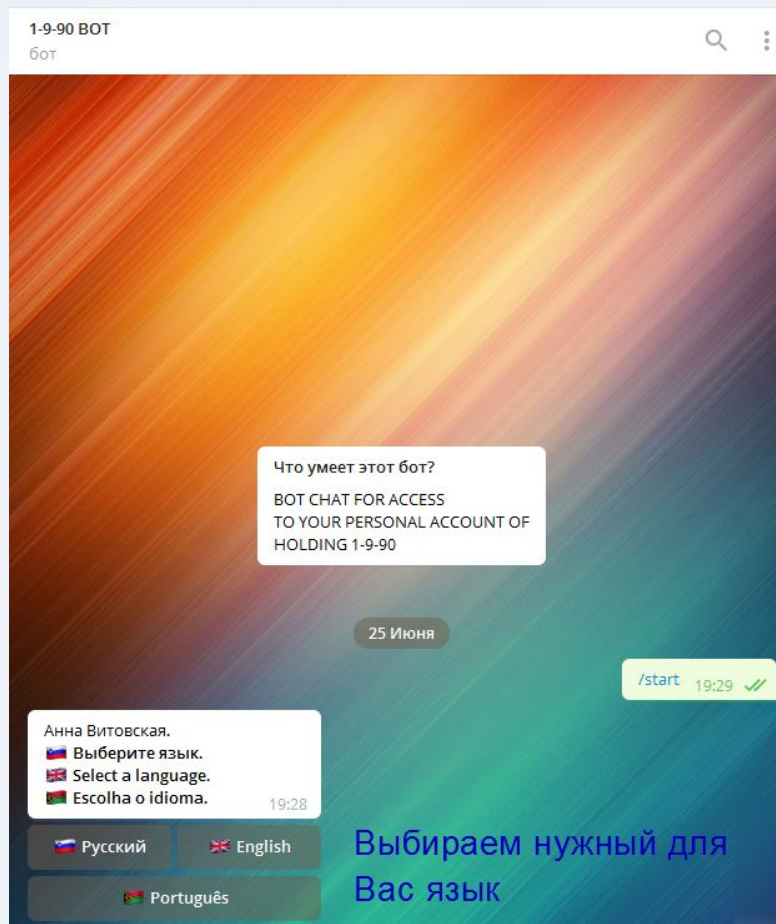 1-9-90 BOT
бот
Что умеет этот бот?
BOT CHAT FOR ACCESS
TO YOUR PERSONAL ACCOUNT OF
HOLDING 1-9-90
25 Июня
/start 19:29
Анна Витовская.
Выберите язык.
Select a language.
Escolha o idioma.
19:28
Русский
English
Português
Выбираем нужный для
Вас язык